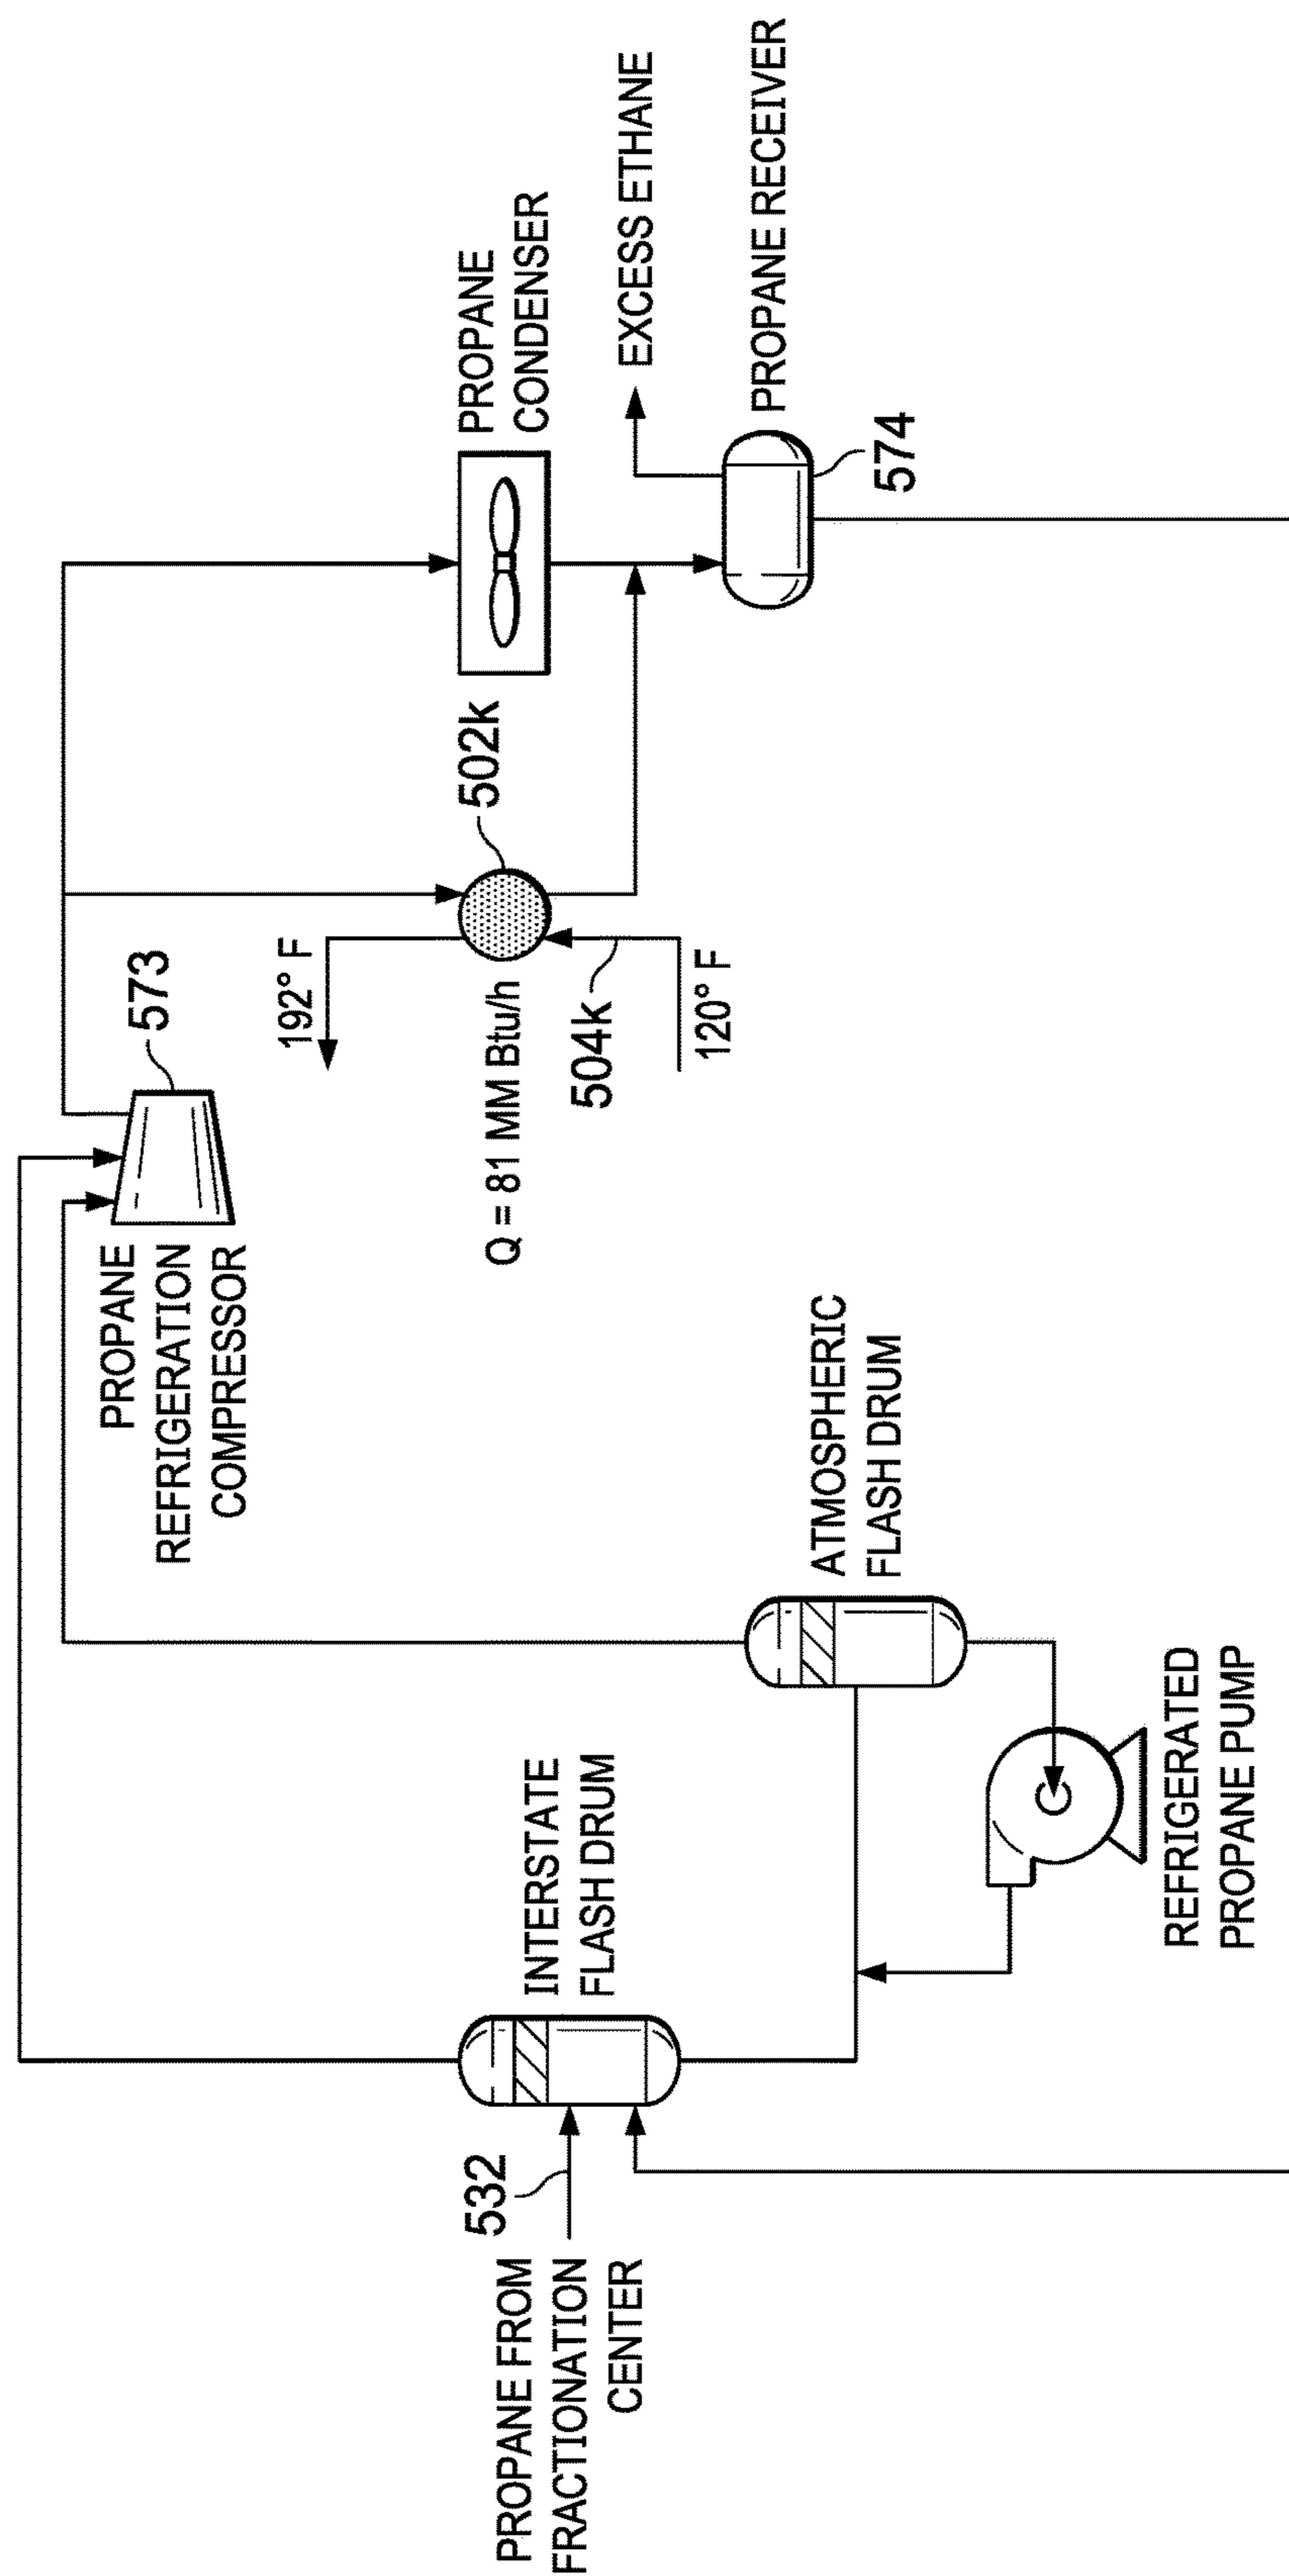 PROPANE FROM
FRACTIONATION
CENTER
532
INTERSTATE
FLASH DRUM
REFRIGERATED
PROPANE PUMP
ATMOSPHERIC
FLASH DRUM
PROPANE
REFRIGERATION
COMPRESSOR
573
192° F
Q = 81 MM Btu/h
504k
120° F
502k
PROPANE
CONDENSER
EXCESS ETHANE
PROPANE RECEIVER
574